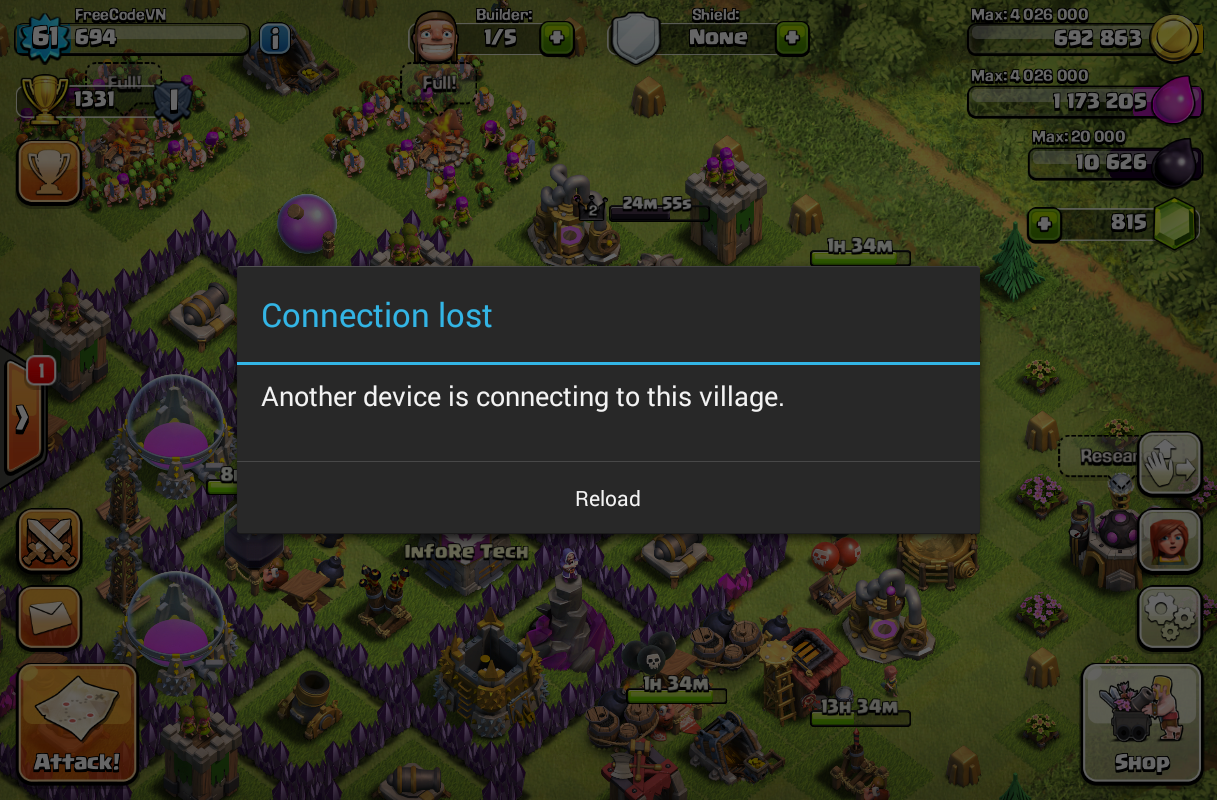 FreeCodeVN
61
694
i
Builder:
1/5
Shield:
None
Max: 4 026 000
692 863
Full!
1331
I
Full!
Max: 4 026 000
1 173 205
Max: 20 000
10 626
2
24m 55s
815
1h 34m
Connection lost
1
Another device is connecting to this village.
Resear
Reload
InfoRe Tech
1h 34m
13h 34m
Attack!
Shop